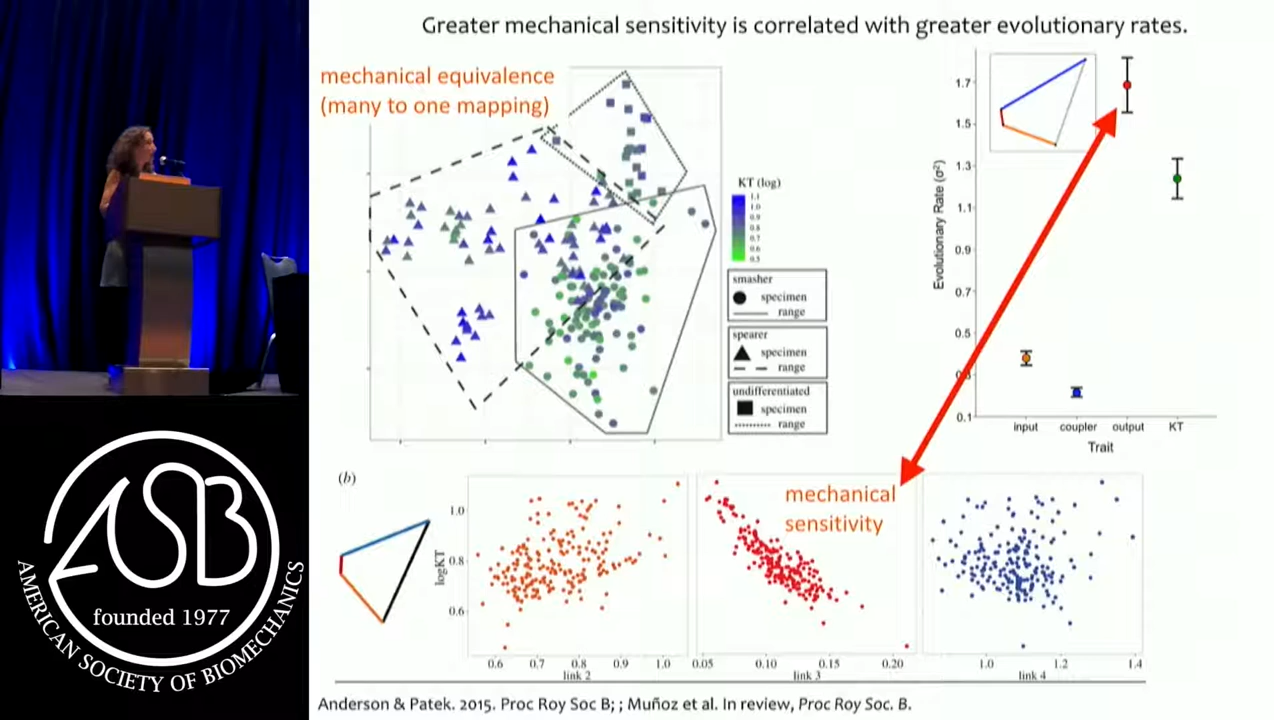 Greater mechanical sensitivity is correlated with greater evolutionary rates.
mechanical equivalence
(many to one mapping)
KT (log)
1.1
1.0
0.9
0.8
0.7
0.6
0.5
smasher
specimen
range
spearer
specimen
range
undifferentiated
specimen
range
Evolutionary Rate (σ²)
1.7
1.5
1.3
1.1
0.9
0.7
0.5
0.1
input coupler output KT
Trait
(b)
mechanical
sensitivity
logKT
1.0
0.8
0.6
0.6 0.7 0.8 0.9 1.0
link 2
0.05 0.10 0.15 0.20
link 3
1.0 1.2 1.4
link 4
Anderson & Patek. 2015. Proc Roy Soc B; ; Muñoz et al. In review, Proc Roy Soc. B.
ASB
founded 1977
AMERICAN SOCIETY OF BIOMECHANICS